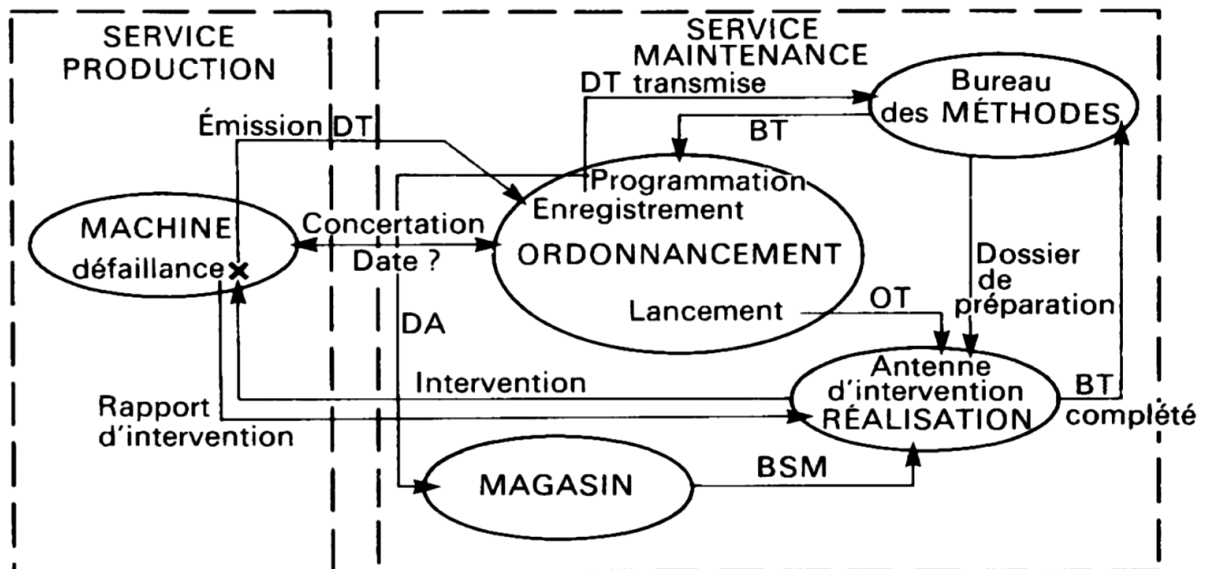 SERVICE
PRODUCTION
SERVICE
MAINTENANCE
DT transmise
Bureau
des MÉTHODES
Émission DT
BT
Programmation
Enregistrement
MACHINE
défaillance
Concertation
Date ?
ORDONNANCEMENT
Dossier
de
préparation
Lancement
OT
DA
Antenne
d'intervention
RÉALISATION
Intervention
BT
complété
Rapport
d'intervention
MAGASIN
BSM